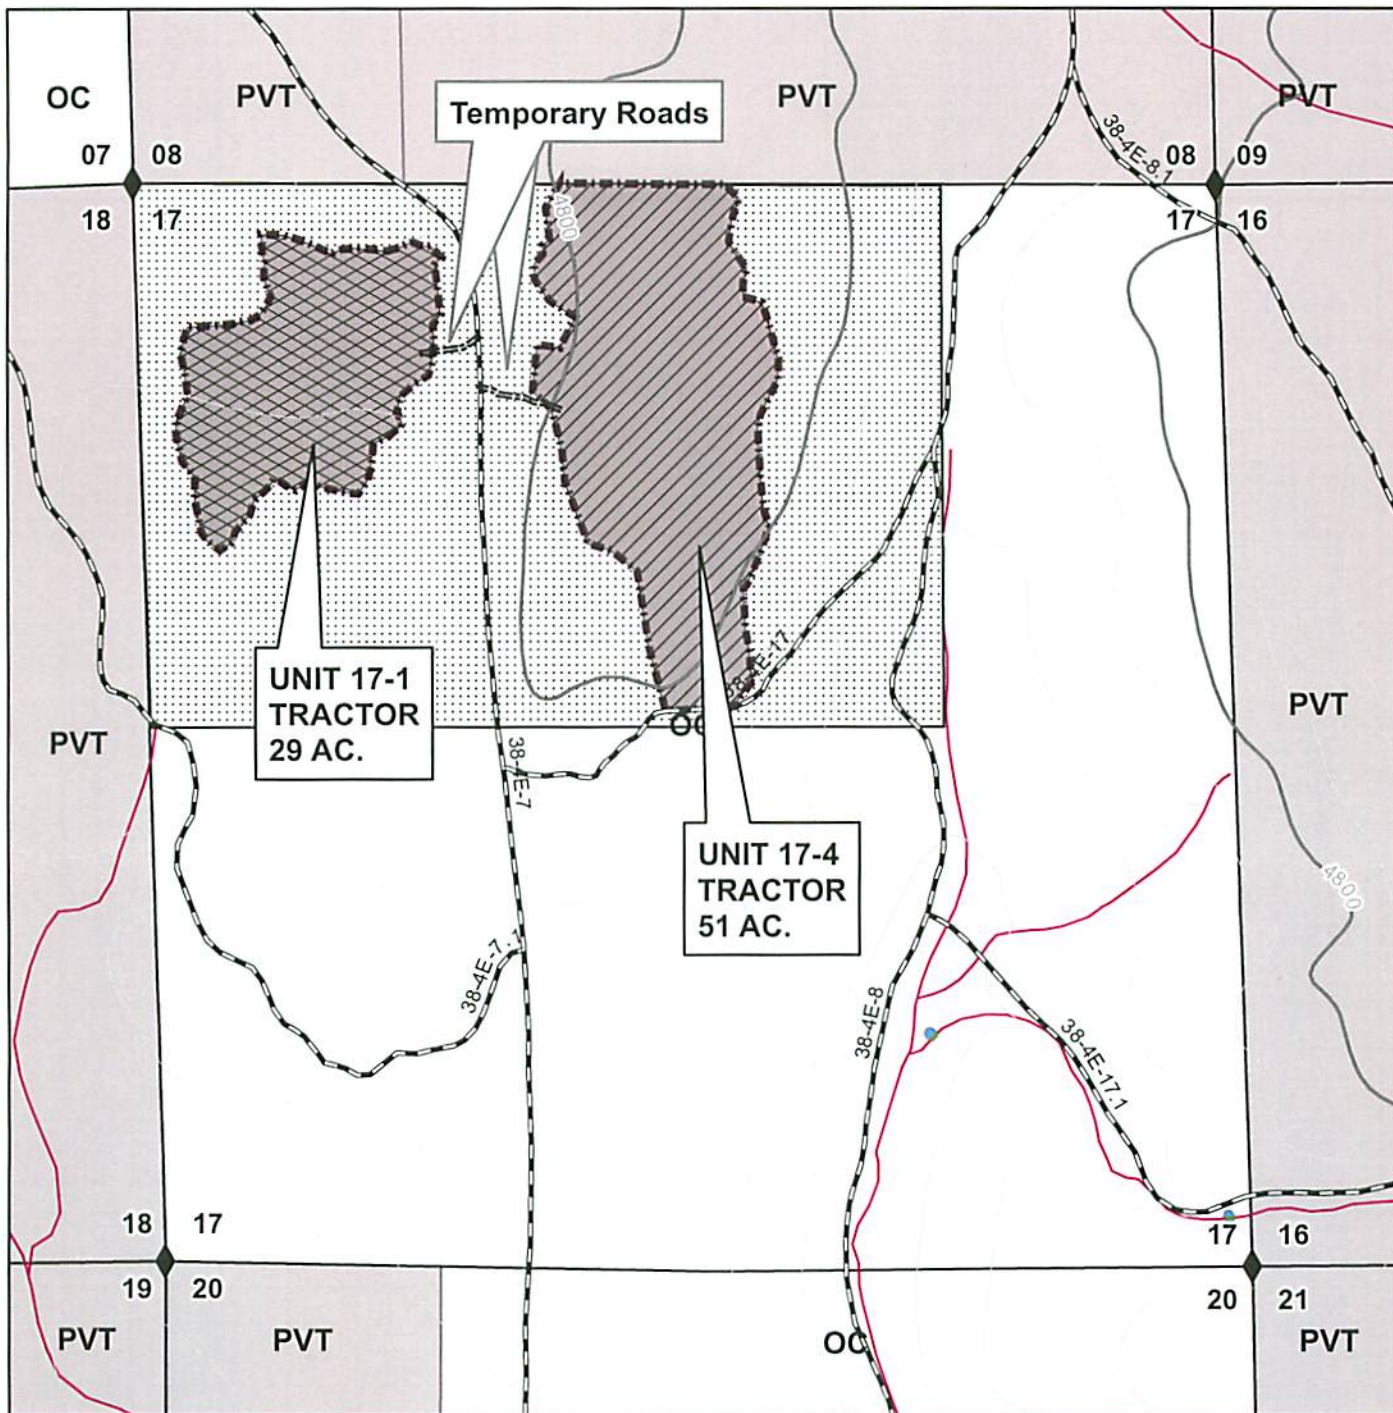 OC
PVT
PVT
PVT
Temporary Roads
38-4E-8.1
07
08
08
09
18
17
17
16
4800
UNIT 17-1
TRACTOR
29 AC.
38-4E-17
OC
PVT
PVT
38-4E-7
UNIT 17-4
TRACTOR
51 AC.
4800
38-4E-7.1
38-4E-8
38-4E-17.1
18
17
17
16
19
20
20
21
PVT
PVT
OC
PVT